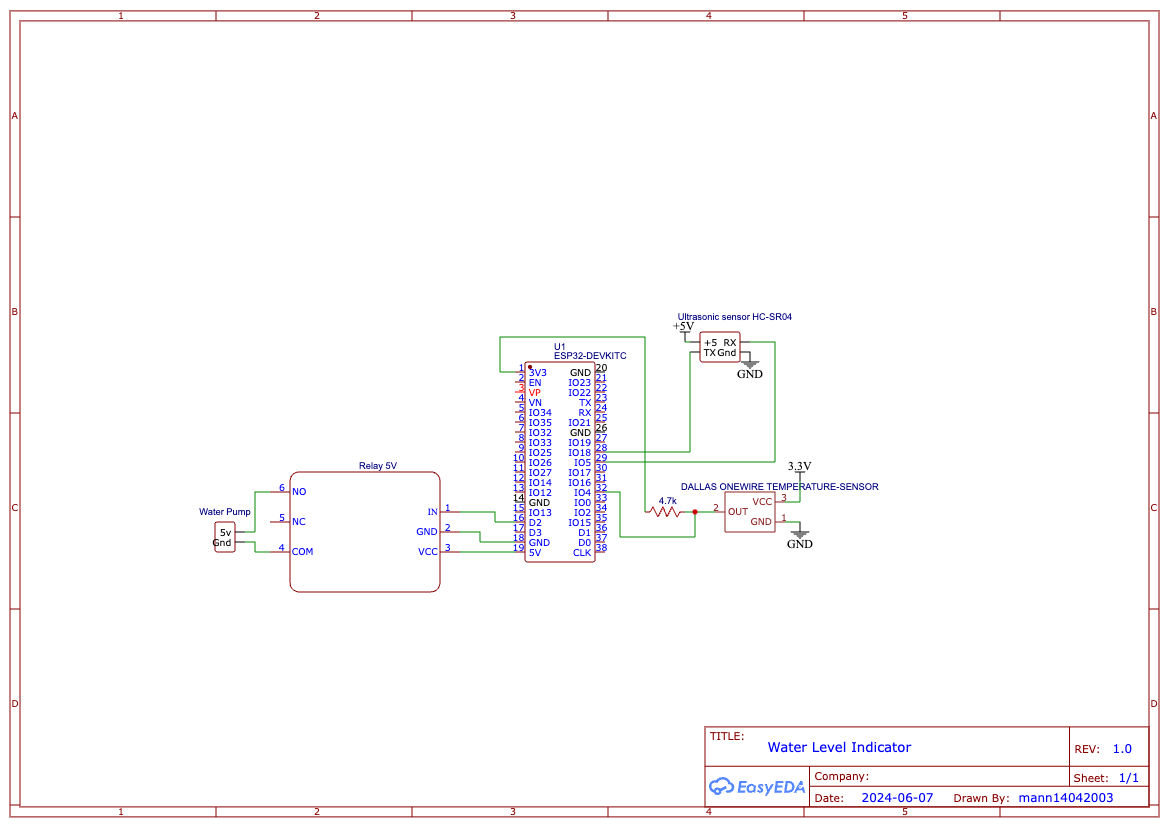 1 2 3 4 5
A A
B B
C C
D D
Ultrasonic sensor HC-SR04
+5V
+5 RX
TX Gnd
GND
U1
ESP32-DEVKITC
1 3V3 GND 20
2 EN IO23 21
3 VP IO22 22
4 VN TX 23
5 IO34 RX 24
6 IO35 IO21 25
7 IO32 GND 26
8 IO33 IO19 27
9 IO25 IO18 28
10 IO26 IO5 29
11 IO27 IO17 30
12 IO14 IO16 31
13 IO12 IO4 32
14 GND IO0 33
15 IO13 IO2 34
16 D2 IO15 35
17 D3 D1 36
18 GND D0 37
19 5V CLK 38
Relay 5V
6 NO
5 NC
4 COM
IN 1
GND 2
VCC 3
Water Pump
5v
Gnd
3.3V
DALLAS ONEWIRE TEMPERATURE-SENSOR
4.7k
VCC 3
2 OUT
GND 1
GND
TITLE:
Water Level Indicator
REV: 1.0
EasyEDA
Company:
Sheet: 1/1
Date: 2024-06-07 Drawn By: mann14042003
1 2 3 4 5